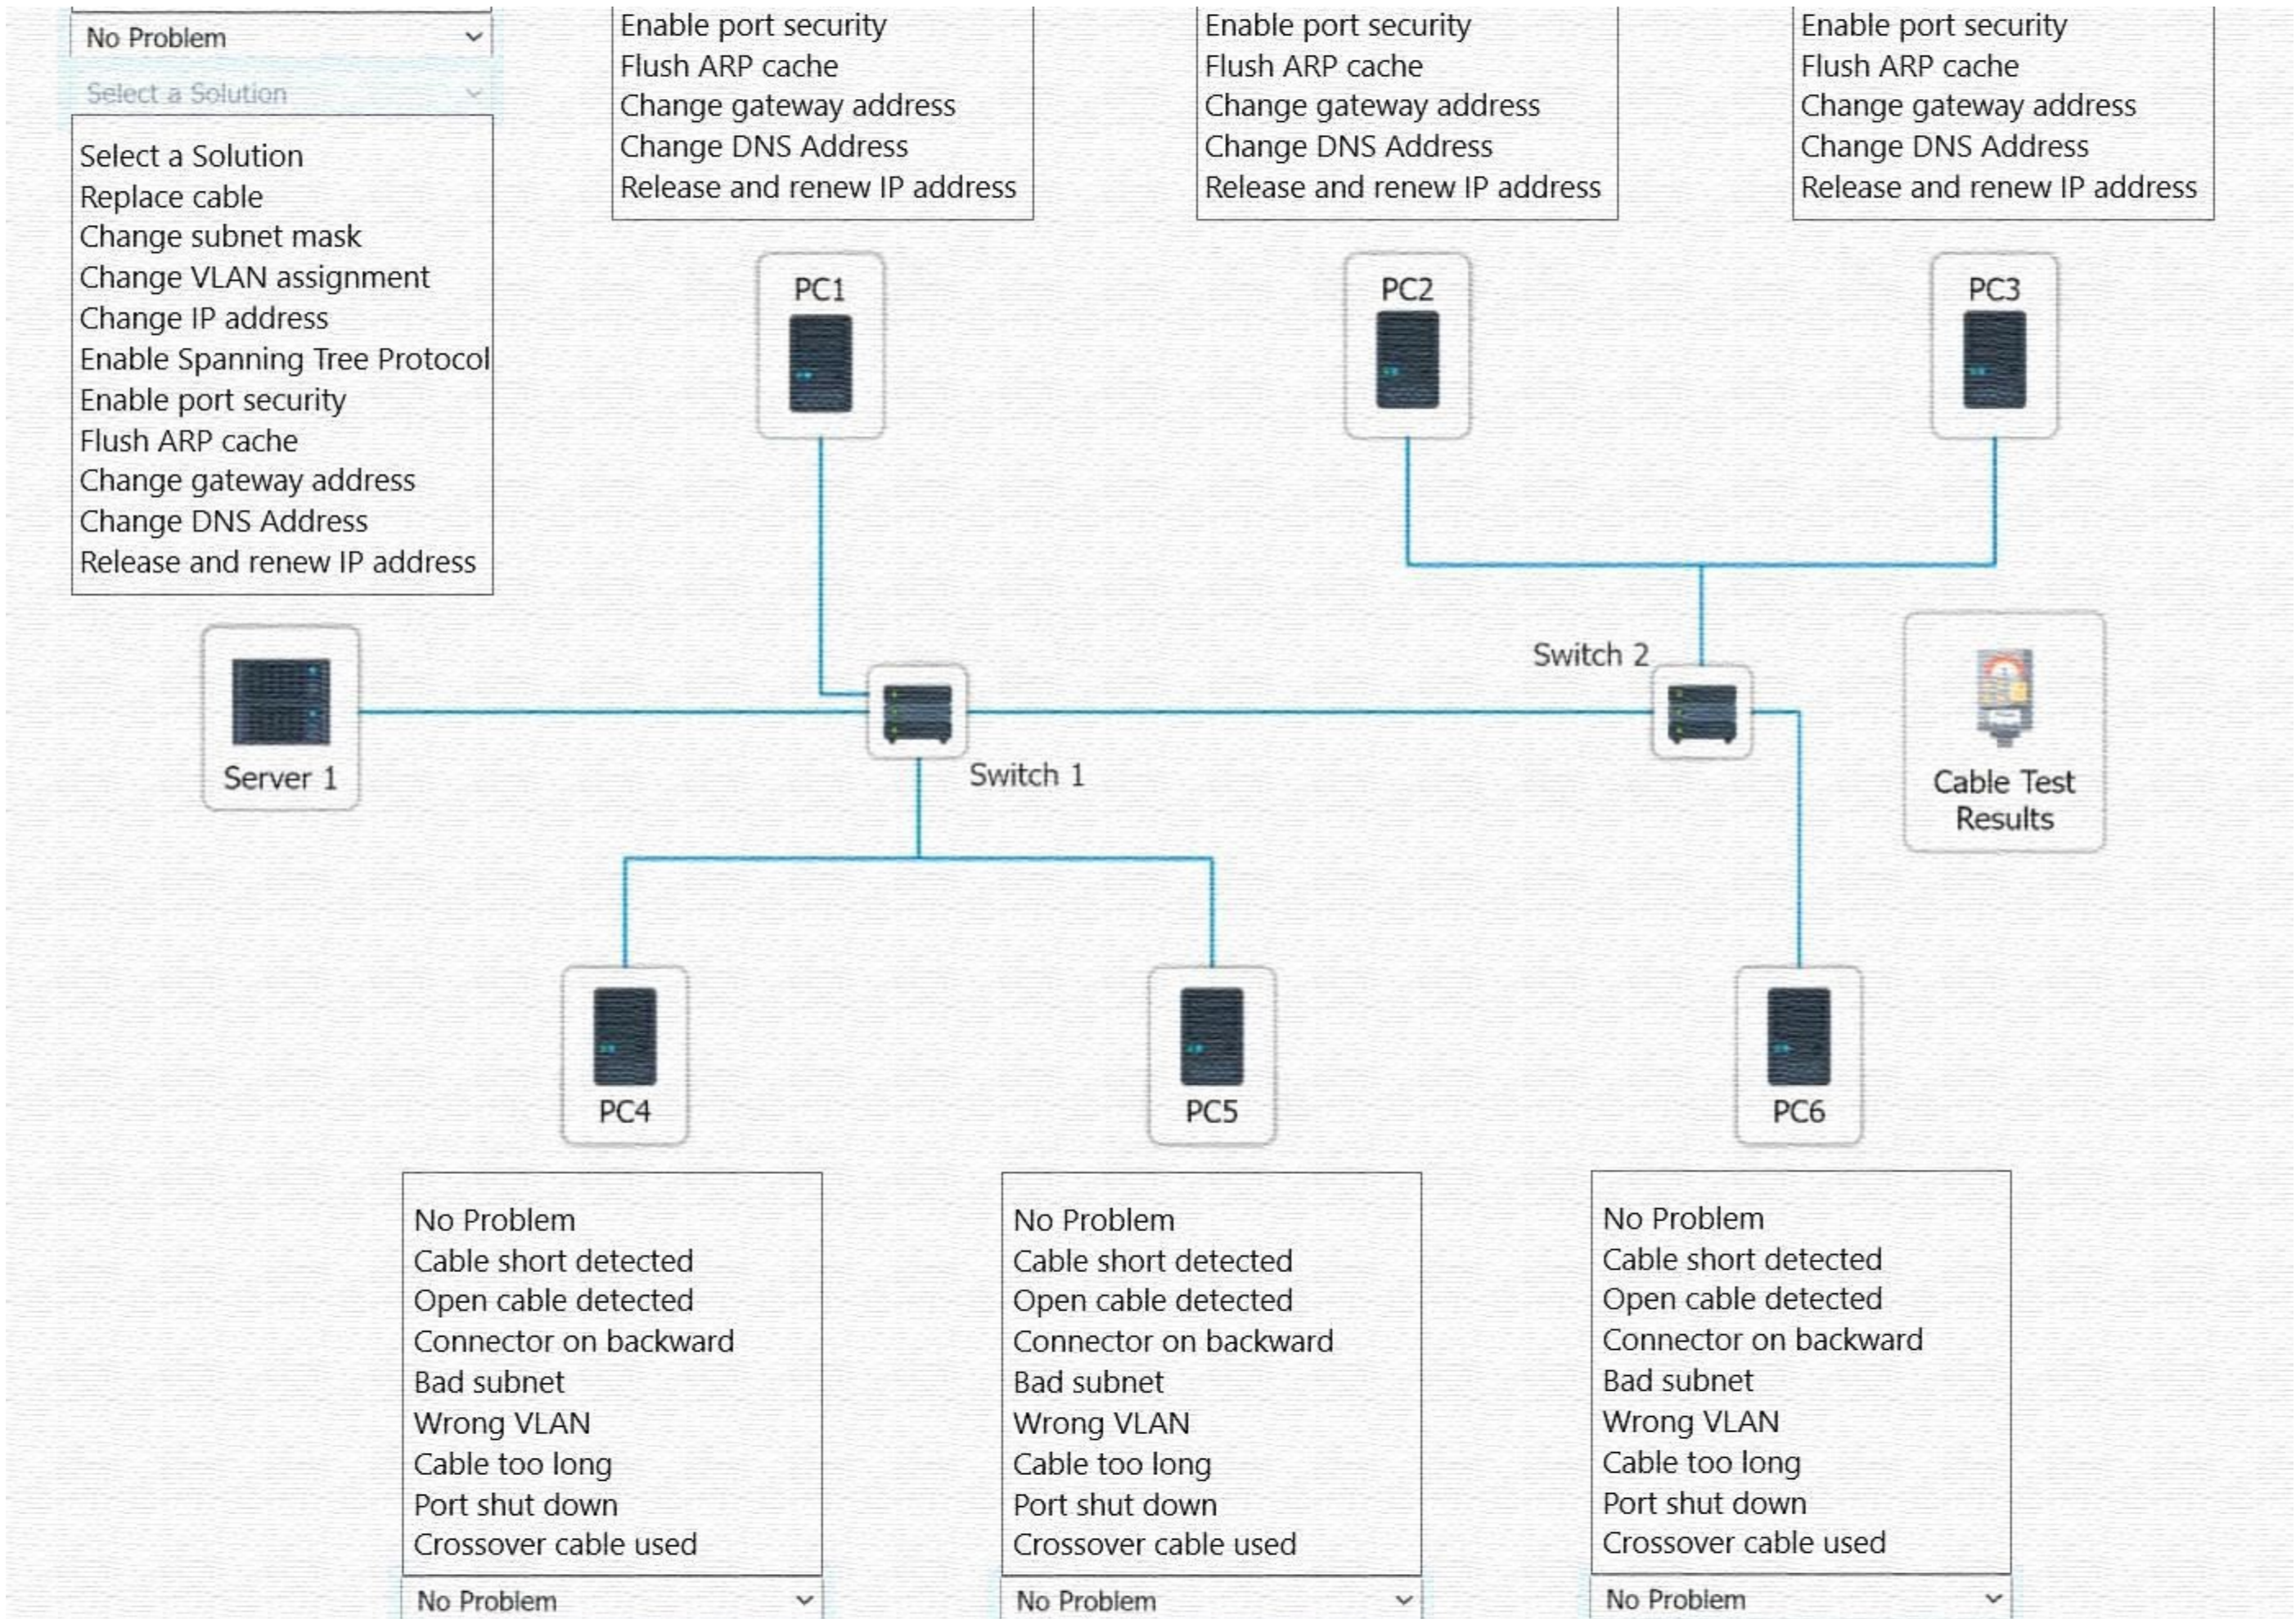 No Problem
Select a Solution
Select a Solution
Replace cable
Change subnet mask
Change VLAN assignment
Change IP address
Enable Spanning Tree Protocol
Enable port security
Flush ARP cache
Change gateway address
Change DNS Address
Release and renew IP address
Enable port security
Flush ARP cache
Change gateway address
Change DNS Address
Release and renew IP address
Enable port security
Flush ARP cache
Change gateway address
Change DNS Address
Release and renew IP address
Enable port security
Flush ARP cache
Change gateway address
Change DNS Address
Release and renew IP address
PC1
PC2
PC3
Server 1
Switch 1
Switch 2
Cable Test
Results
PC4
PC5
PC6
No Problem
Cable short detected
Open cable detected
Connector on backward
Bad subnet
Wrong VLAN
Cable too long
Port shut down
Crossover cable used
No Problem
No Problem
Cable short detected
Open cable detected
Connector on backward
Bad subnet
Wrong VLAN
Cable too long
Port shut down
Crossover cable used
No Problem
No Problem
Cable short detected
Open cable detected
Connector on backward
Bad subnet
Wrong VLAN
Cable too long
Port shut down
Crossover cable used
No Problem